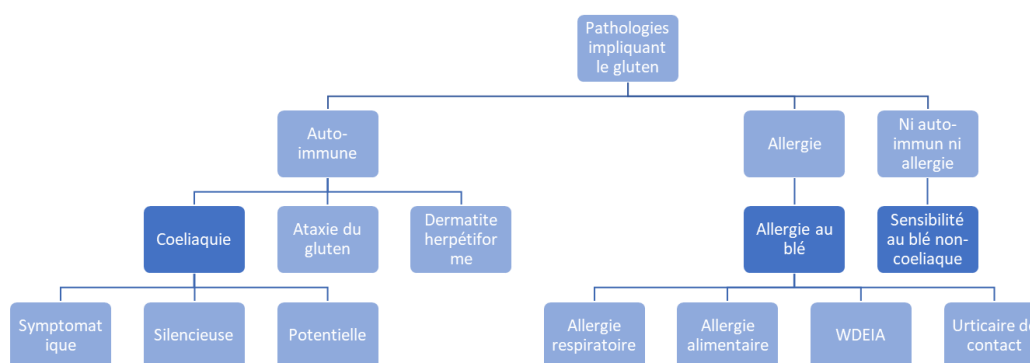 Pathologies
impliquant
le gluten
Auto-
immune
Allergie
Ni auto-
immun ni
allergie
Coeliaquie
Ataxie du
gluten
Dermatite
herpétifor
me
Allergie au
blé
Sensibilité
au blé non-
coeliaque
Symptomat
ique
Silencieuse
Potentielle
Allergie
respiratoire
Allergie
alimentaire
WDEIA
Urticaire de
contact